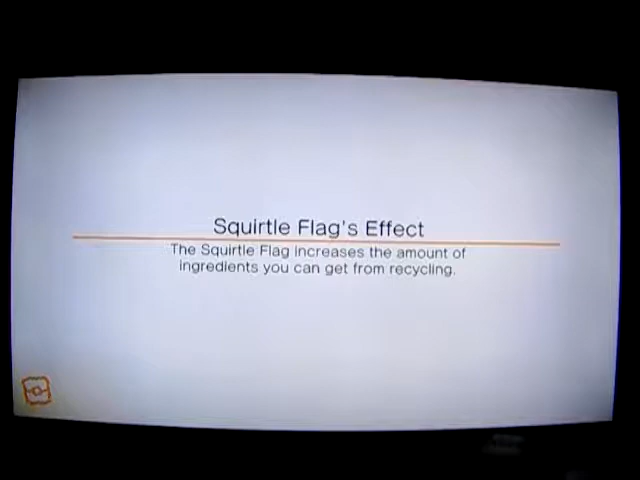 Squirtle Flag's Effect
The Squirtle Flag increases the amount of
ingredients you can get from recycling.